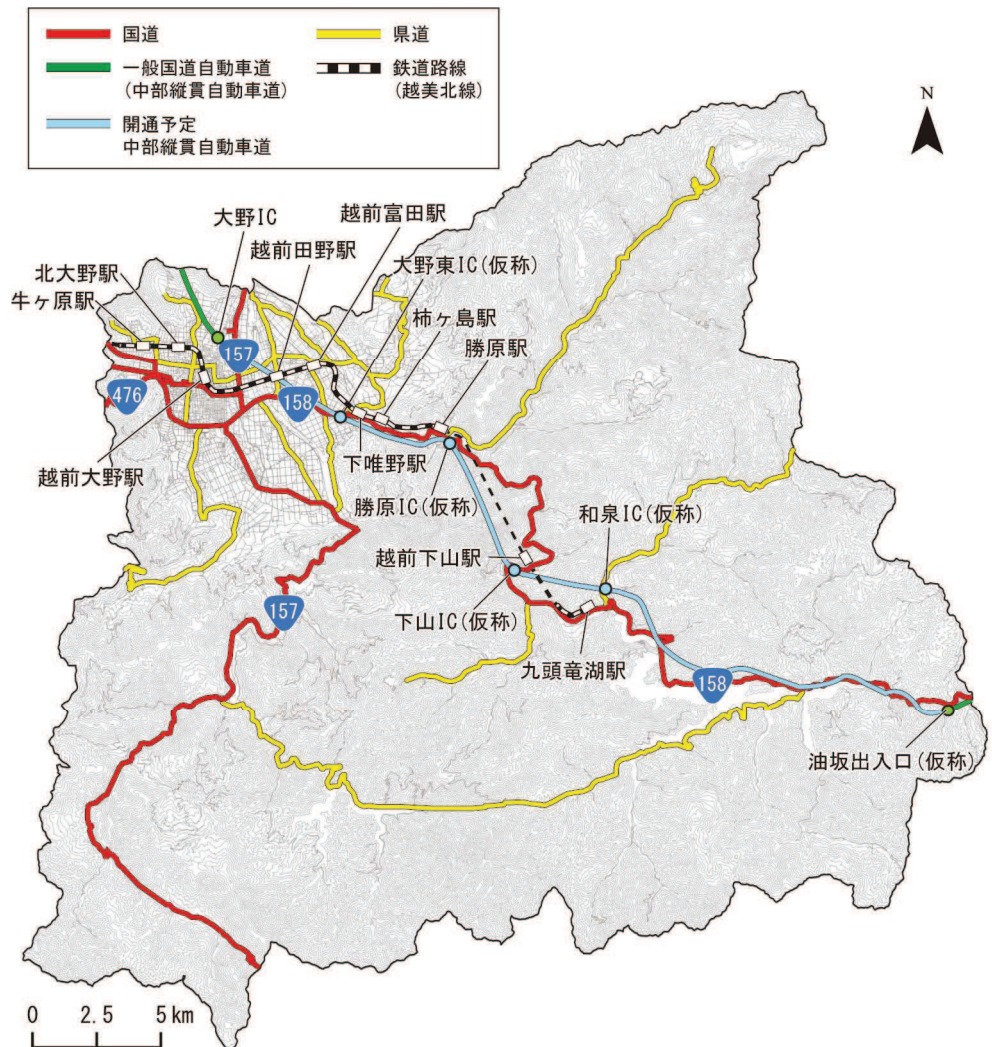 国道
県道
一般国道自動車道
(中部縦貫自動車道)
鉄道路線
(越美北線)
開通予定
中部縦貫自動車道
N
大野IC
越前富田駅
越前田野駅
大野東IC(仮称)
北大野駅
牛ヶ原駅
柿ヶ島駅
勝原駅
157
476
158
越前大野駅
下唯野駅
勝原IC(仮称)
和泉IC(仮称)
越前下山駅
157
下山IC(仮称)
九頭竜湖駅
158
油坂出入口(仮称)
0 2.5 5km